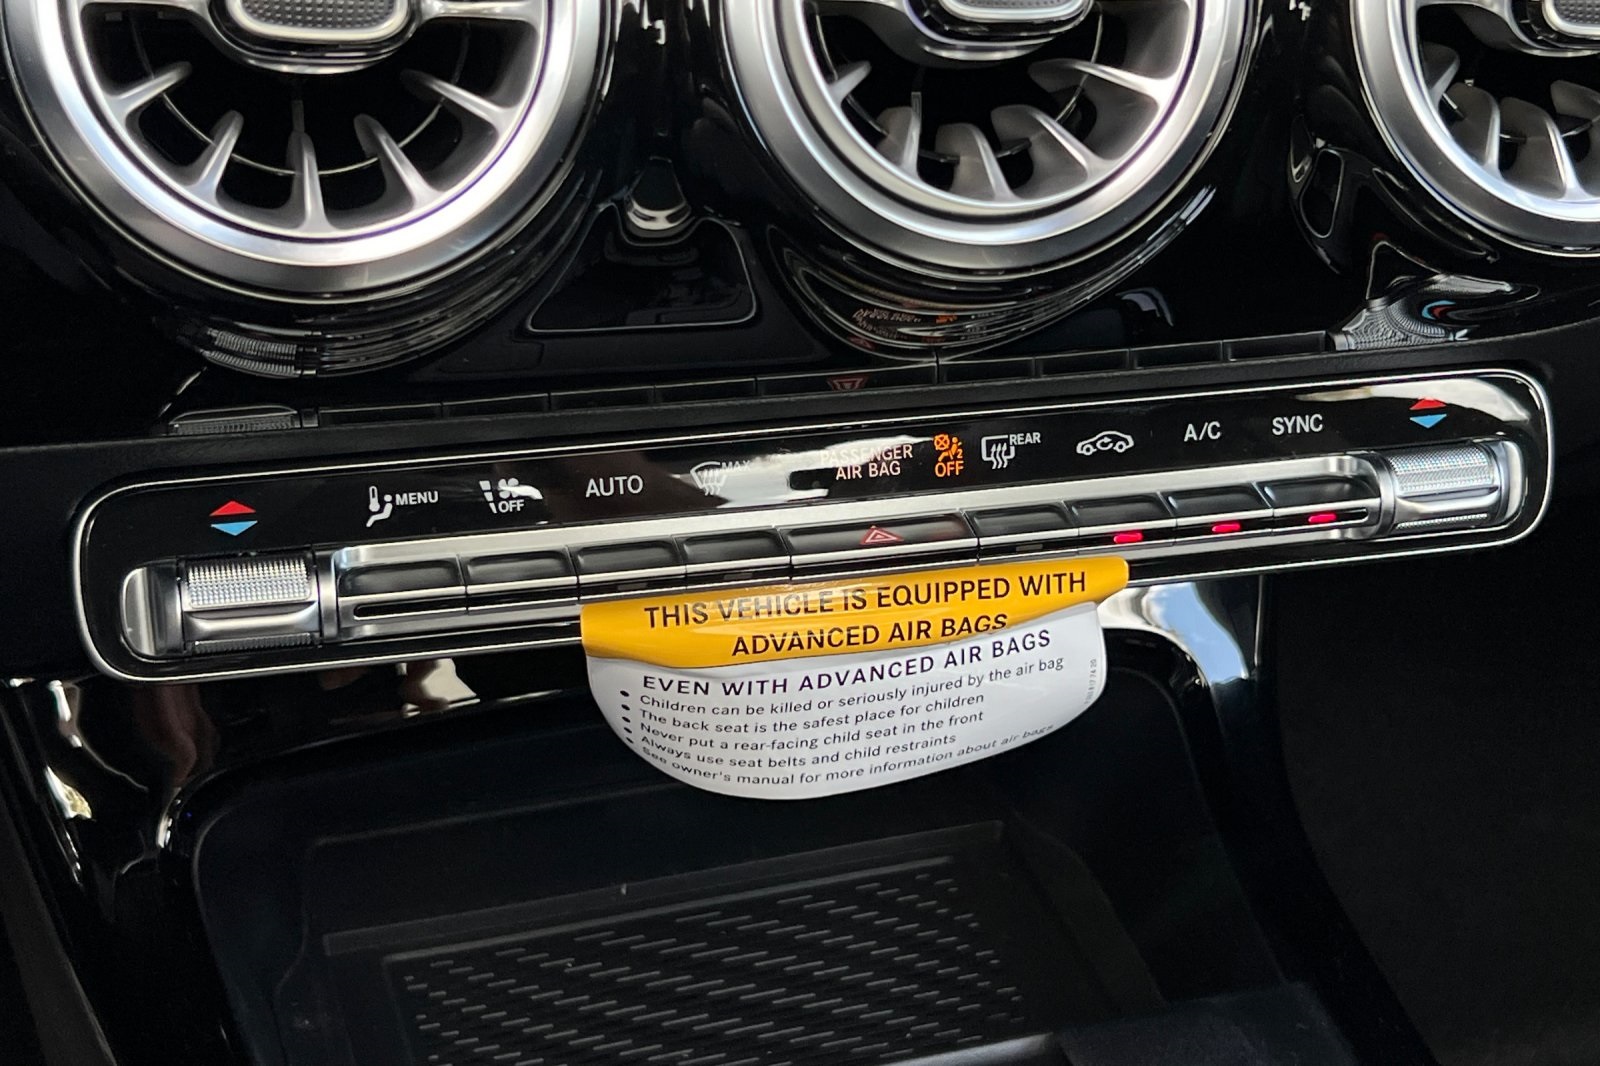 MENU
OFF
AUTO
MAX
PASSENGER
AIR BAG
OFF
REAR
A/C
SYNC
THIS VEHICLE IS EQUIPPED WITH
ADVANCED AIR BAGS
EVEN WITH ADVANCED AIR BAGS
• Children can be killed or seriously injured by the air bag
• The back seat is the safest place for children
• Never put a rear-facing child seat in the front
• Always use seat belts and child restraints
See owner's manual for more information about air bags